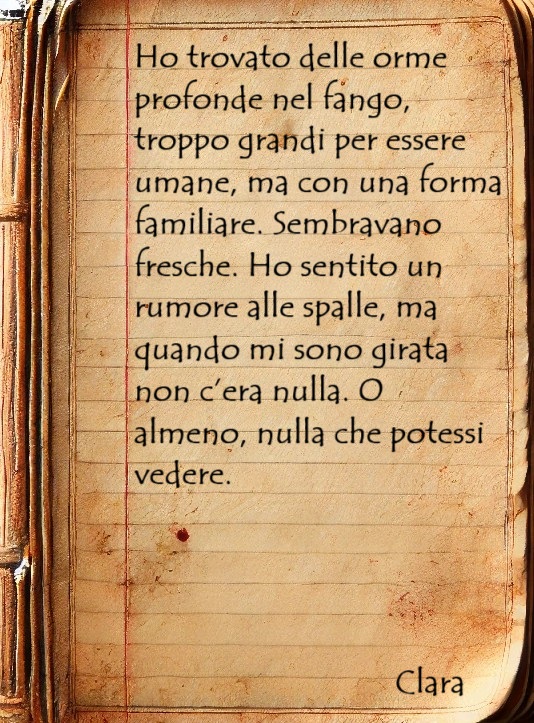 Ho trovato delle orme
profonde nel fango,
troppo grandi per essere
umane, ma con una forma
familiare. Sembravano
fresche. Ho sentito un
rumore alle spalle, ma
quando mi sono girata
non c'era nulla. O
almeno, nulla che potessi
vedere.
Clara